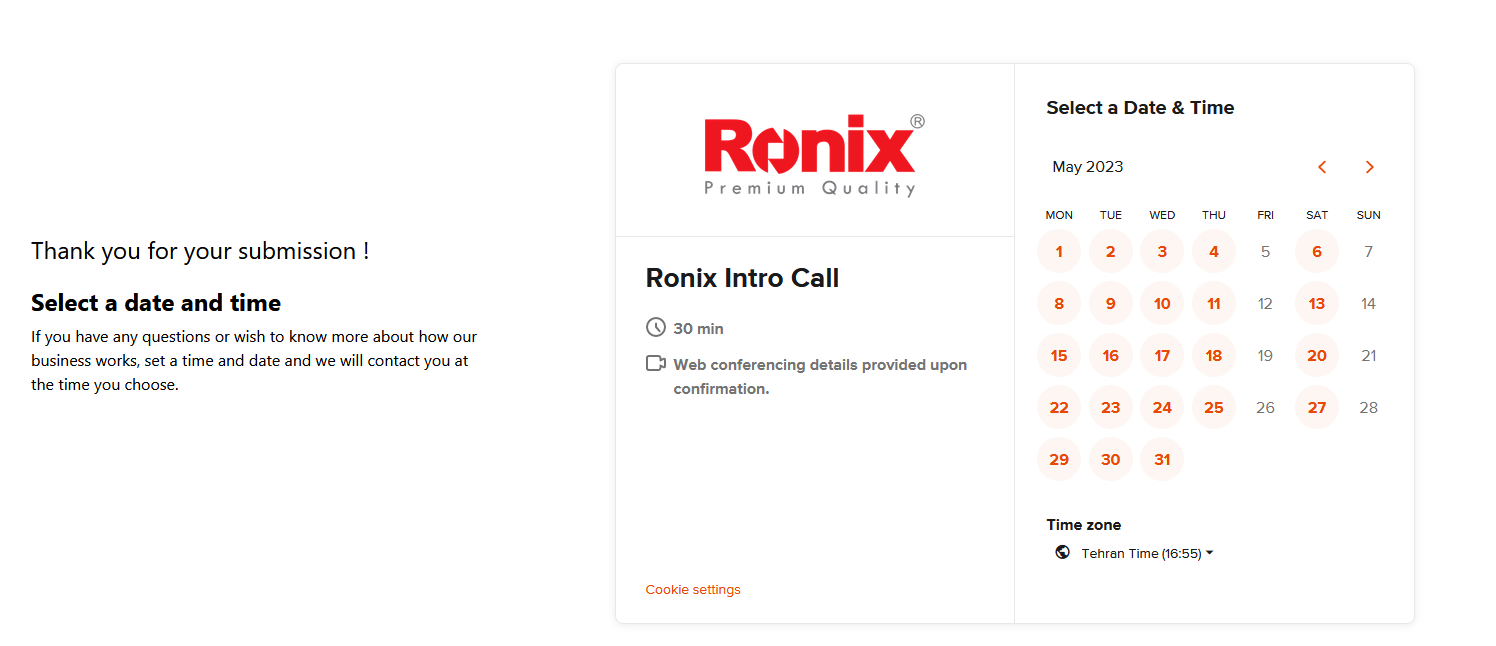 Thank you for your submission !
Select a date and time
If you have any questions or wish to know more about how our
business works, set a time and date and we will contact you at
the time you choose.
Ronix®
Premium Quality
Ronix Intro Call
30 min
Web conferencing details provided upon
confirmation.
Cookie settings
Select a Date & Time
May 2023
MON TUE WED THU FRI SAT SUN
1 2 3 4 5 6 7
8 9 10 11 12 13 14
15 16 17 18 19 20 21
22 23 24 25 26 27 28
29 30 31
Time zone
Tehran Time (16:55)